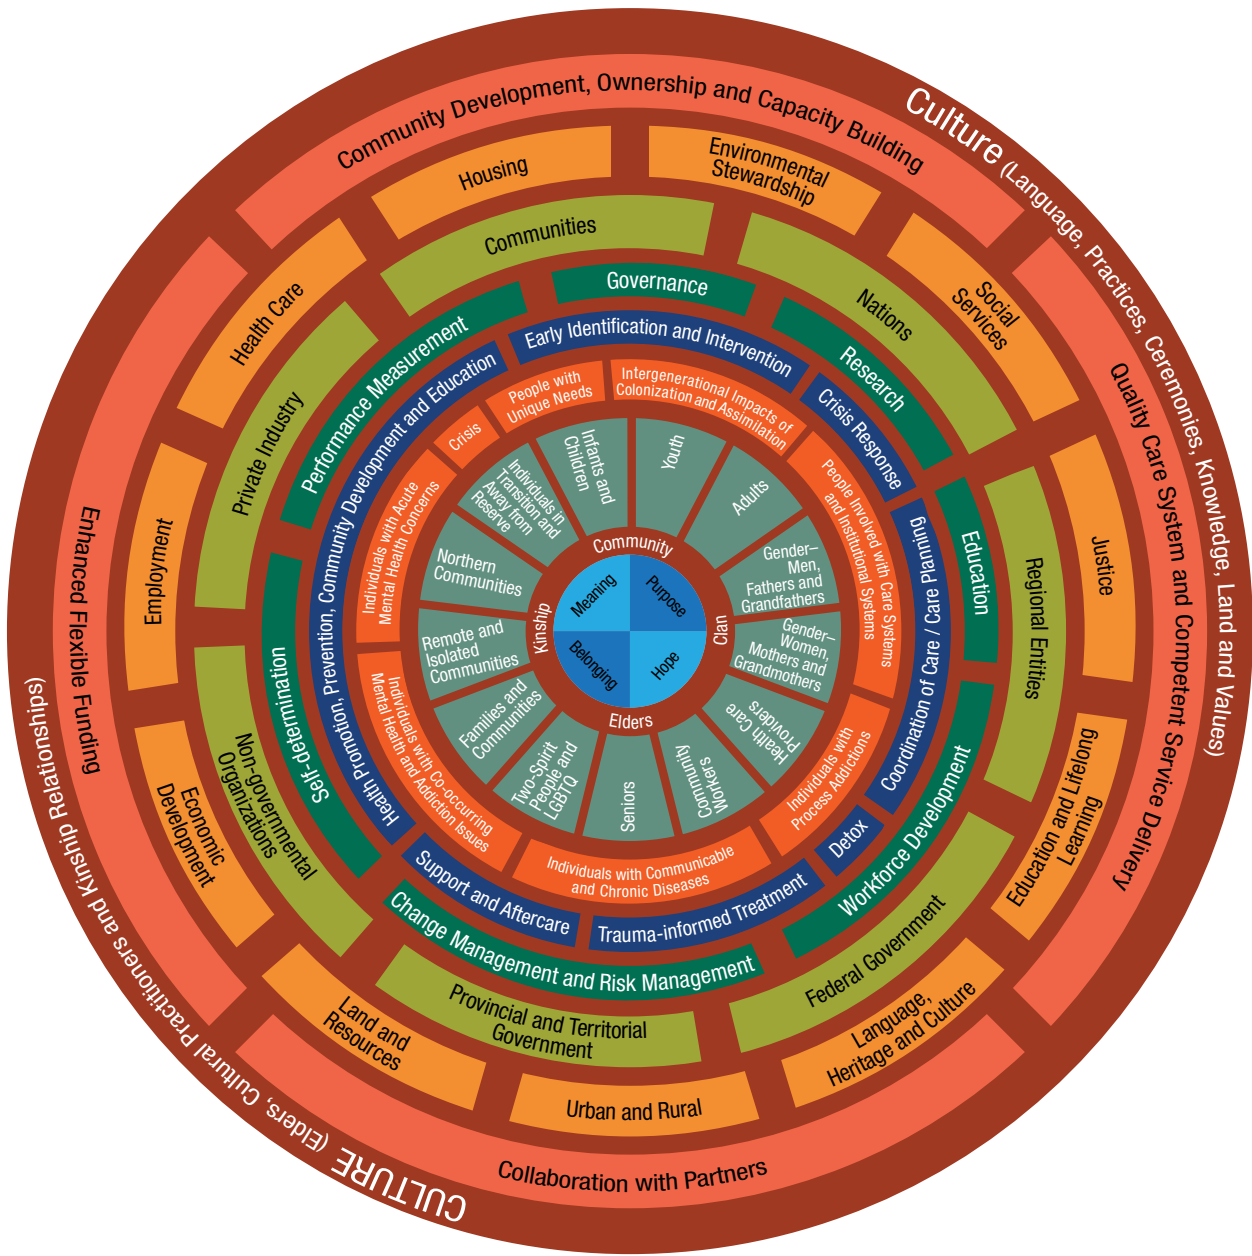 Culture (Language, Practices, Ceremonies, Knowledge, Land and Values)
CULTURE (Elders, Cultural Practitioners and Kinship Relationships)
Community Development, Ownership and Capacity Building
Quality Care System and Competent Service Delivery
Collaboration with Partners
Enhanced Flexible Funding
Housing
Environmental
Stewardship
Social
Services
Justice
Education and Lifelong
Learning
Language,
Heritage and Culture
Urban and Rural
Land and
Resources
Economic
Development
Employment
Health Care
Communities
Nations
Regional Entities
Federal Government
Provincial and Territorial
Government
Non-governmental
Organizations
Private Industry
Governance
Research
Education
Workforce Development
Change Management and Risk Management
Self-determination
Performance Measurement
Early Identification and Intervention
Crisis Response
Coordination of Care / Care Planning
Detox
Trauma-informed Treatment
Support and Aftercare
Health Promotion, Prevention, Community Development and Education
People with
Unique Needs
Intergenerational Impacts of
Colonization and Assimilation
People Involved with Care Systems
and Institutional Systems
Individuals with
Process Addictions
Individuals with Communicable
and Chronic Diseases
Individuals with Co-occurring
Mental Health and Addiction Issues
Individuals with Acute
Mental Health Concerns
Crisis
Infants and
Children
Youth
Adults
Gender–
Men,
Fathers and
Grandfathers
Gender–
Women,
Mothers and
Grandmothers
Health Care
Providers
Community
Workers
Seniors
Two-Spirit
People and
LGBTQ
Families and
Communities
Remote and
Isolated
Communities
Northern
Communities
Individuals in
Transition and
Away from
Reserve
Community
Clan
Elders
Kinship
Meaning
Purpose
Hope
Belonging